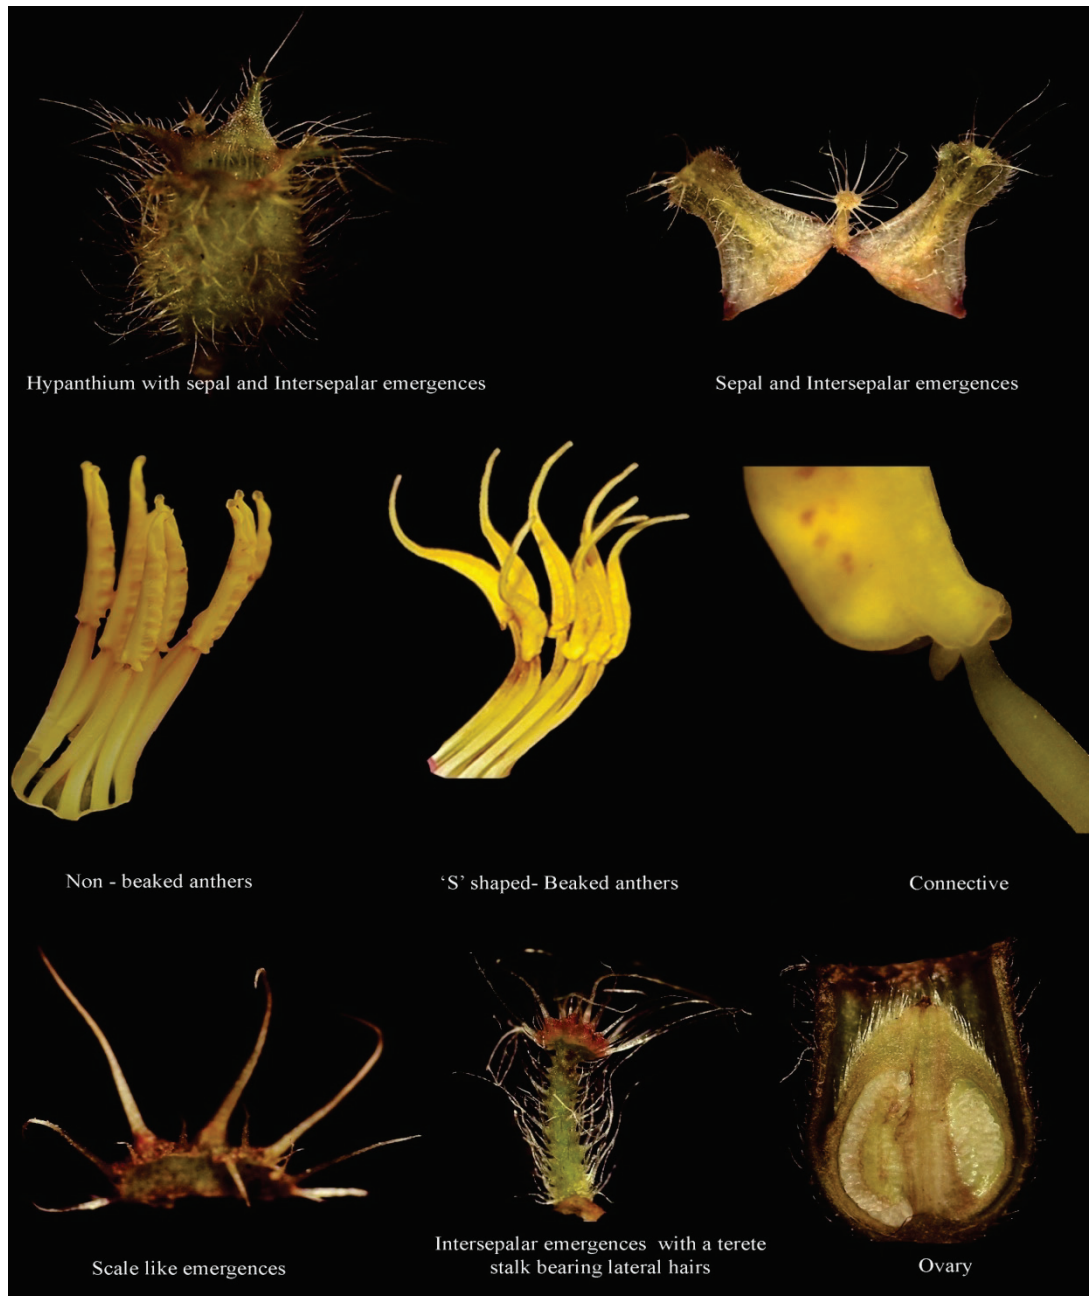 Hypanthium with sepal and Intersepalar emergences
Sepal and Intersepalar emergences
Non - beaked anthers
‘S’ shaped- Beaked anthers
Connective
Scale like emergences
Intersepalar emergences with a terete
stalk bearing lateral hairs
Ovary